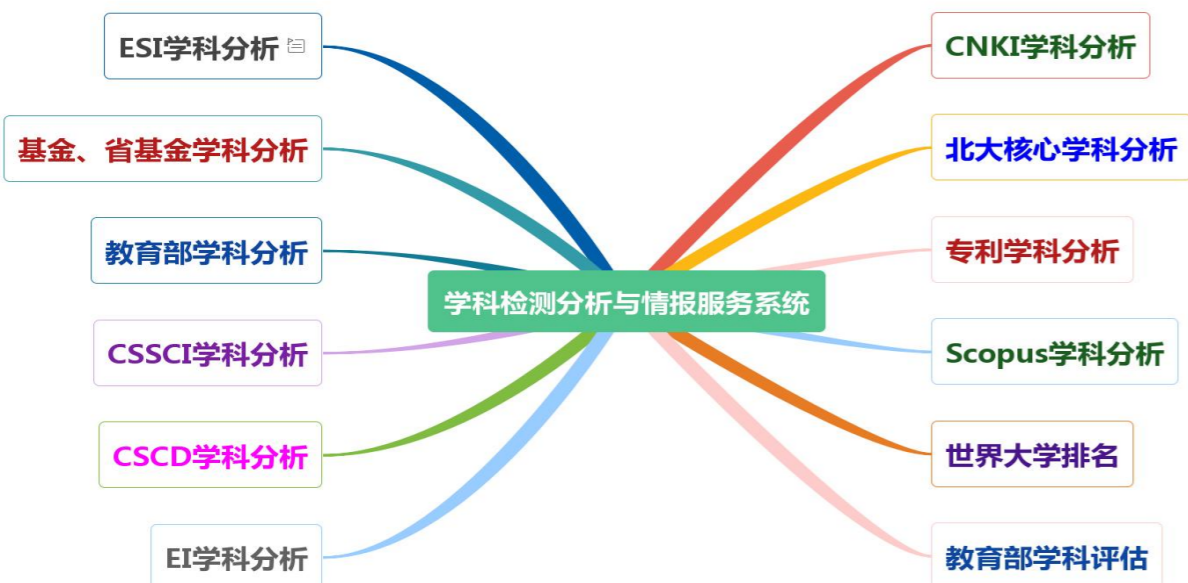 ESI学科分析
基金、省基金学科分析
教育部学科分析
CSSCI学科分析
CSCD学科分析
EI学科分析
学科检测分析与情报服务系统
CNKI学科分析
北大核心学科分析
专利学科分析
Scopus学科分析
世界大学排名
教育部学科评估